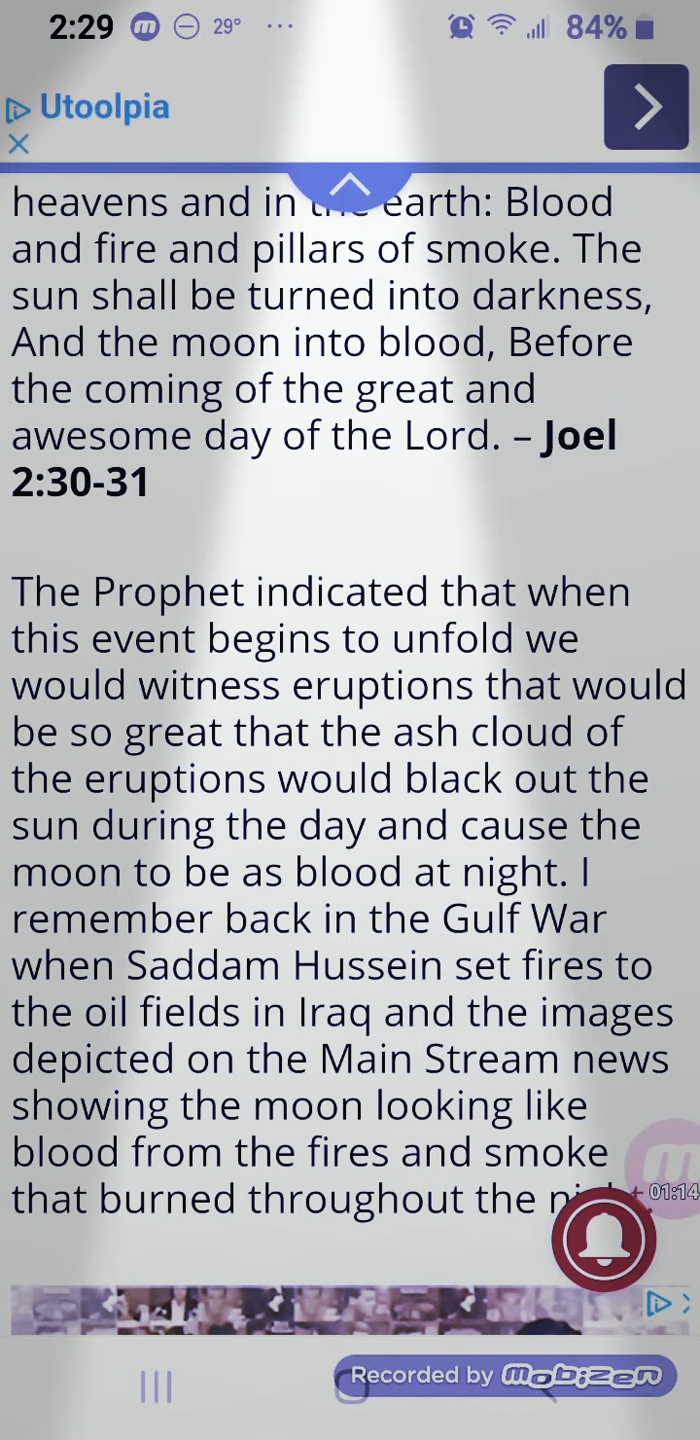 2:29 29° ... 84%
Utoolpia
heavens and in the earth: Blood
and fire and pillars of smoke. The
sun shall be turned into darkness,
And the moon into blood, Before
the coming of the great and
awesome day of the Lord. – Joel
2:30-31
The Prophet indicated that when
this event begins to unfold we
would witness eruptions that would
be so great that the ash cloud of
the eruptions would black out the
sun during the day and cause the
moon to be as blood at night. I
remember back in the Gulf War
when Saddam Hussein set fires to
the oil fields in Iraq and the images
depicted on the Main Stream news
showing the moon looking like
blood from the fires and smoke
that burned throughout the night.
01:14
Recorded by mobizen